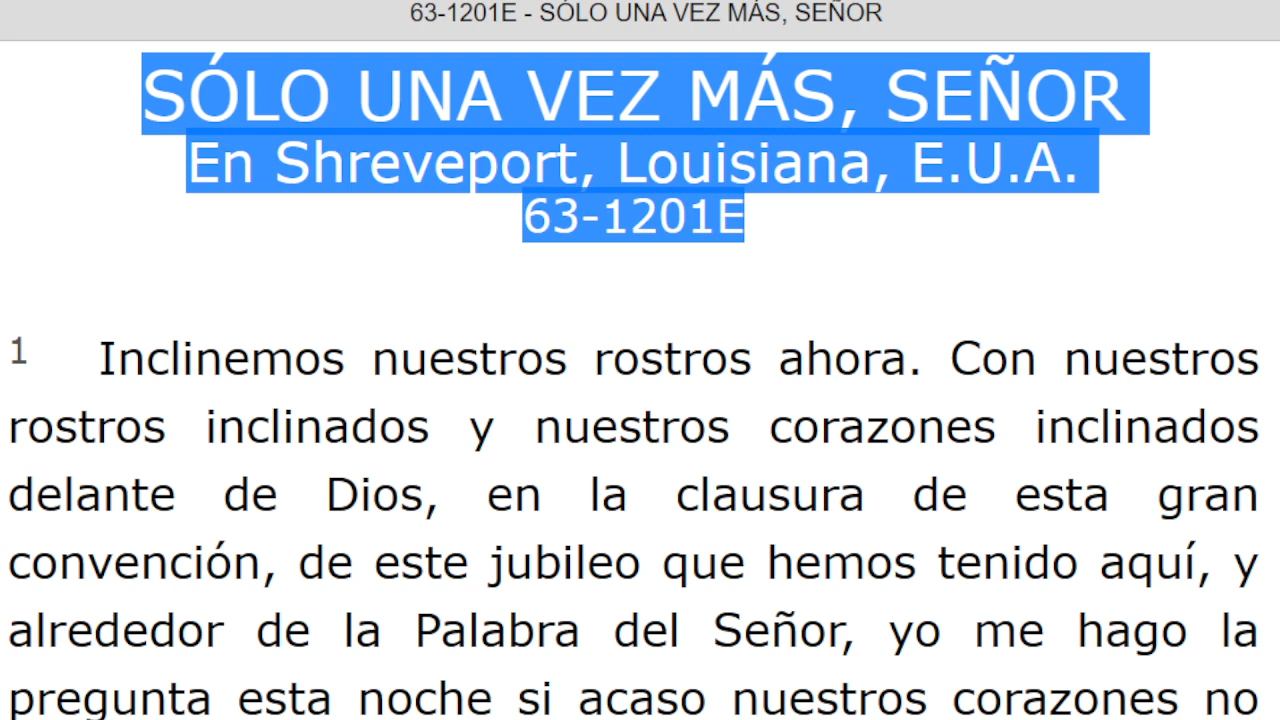 63-1201E - SÓLO UNA VEZ MÁS, SEÑOR
SÓLO UNA VEZ MÁS, SEÑOR
En Shreveport, Louisiana, E.U.A.
63-1201E
1 Inclinemos nuestros rostros ahora. Con nuestros
rostros inclinados y nuestros corazones inclinados
delante de Dios, en la clausura de esta gran
convención, de este jubileo que hemos tenido aquí, y
alrededor de la Palabra del Señor, yo me hago la
pregunta esta noche si acaso nuestros corazones no